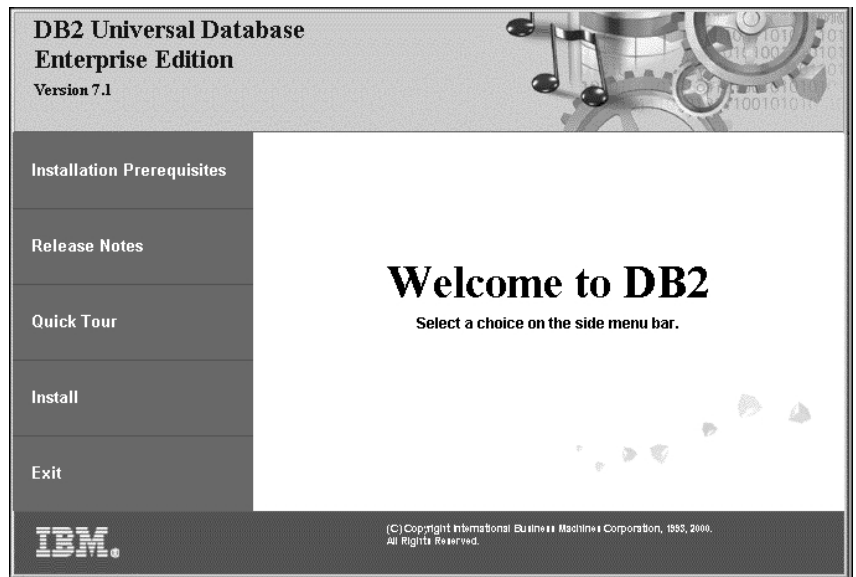 DB2 Universal Database
Enterprise Edition
Version 7.1
Installation Prerequisites
Release Notes
Quick Tour
Install
Exit
Welcome to DB2
Select a choice on the side menu bar.
IBM®
(C) Copyright International Business Machines Corporation, 1993, 2000.
All Rights Reserved.